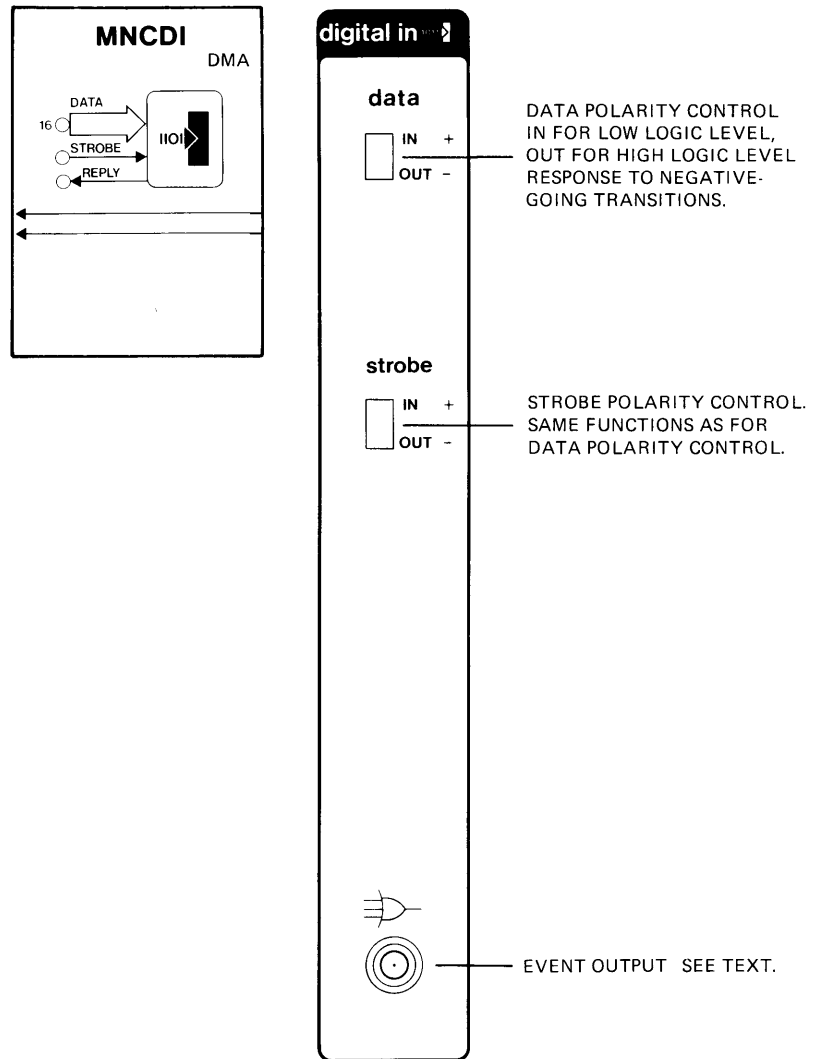 MNCDI
DMA
DATA
16
STROBE
1101
REPLY
digital in
data
IN +
OUT −
DATA POLARITY CONTROL
IN FOR LOW LOGIC LEVEL,
OUT FOR HIGH LOGIC LEVEL
RESPONSE TO NEGATIVE-
GOING TRANSITIONS.
strobe
IN +
OUT −
STROBE POLARITY CONTROL.
SAME FUNCTIONS AS FOR
DATA POLARITY CONTROL.
EVENT OUTPUT SEE TEXT.